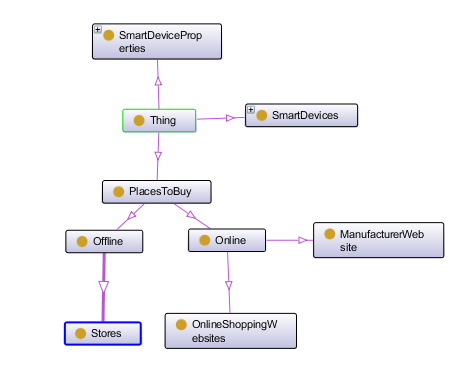 SmartDeviceProp
erties
Thing
SmartDevices
PlacesToBuy
Offline
Online
ManufacturerWeb
site
Stores
OnlineShoppingW
ebsites